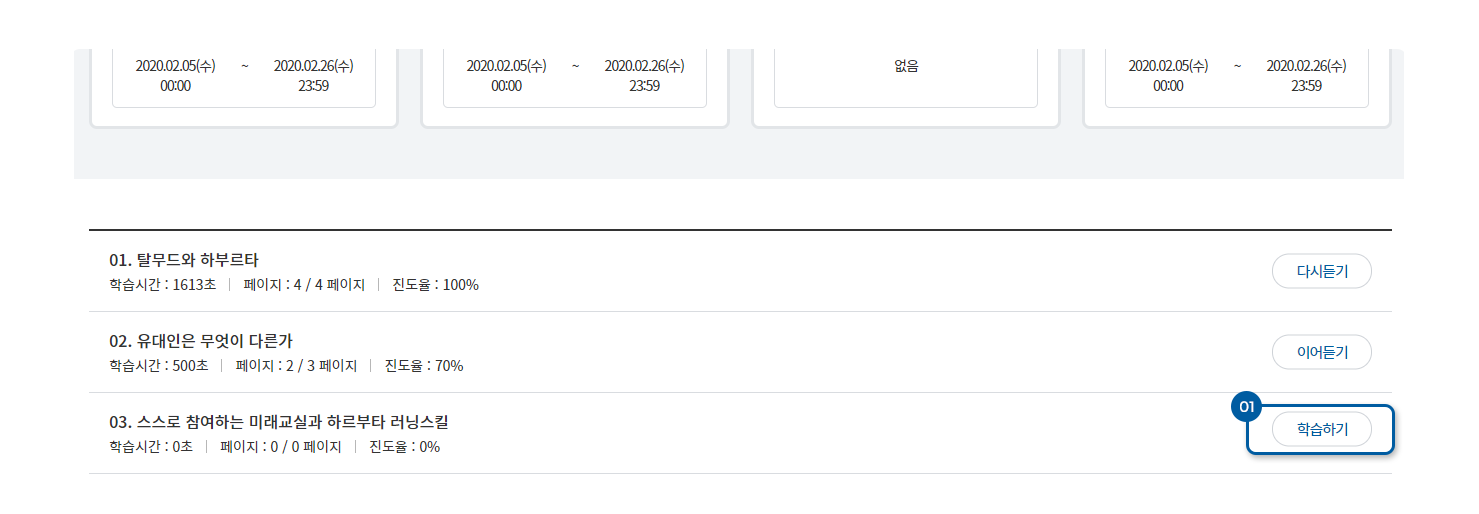 2020.02.05(수) ~ 2020.02.26(수)
00:00 23:59
2020.02.05(수) ~ 2020.02.26(수)
00:00 23:59
없음
2020.02.05(수) ~ 2020.02.26(수)
00:00 23:59
01. 탈무드와 하부르타
학습시간 : 1613초 | 페이지 : 4 / 4 페이지 | 진도율 : 100%
다시듣기
02. 유대인은 무엇이 다른가
학습시간 : 500초 | 페이지 : 2 / 3 페이지 | 진도율 : 70%
이어듣기
03. 스스로 참여하는 미래교실과 하르부타 러닝스킬
학습시간 : 0초 | 페이지 : 0 / 0 페이지 | 진도율 : 0%
01
학습하기